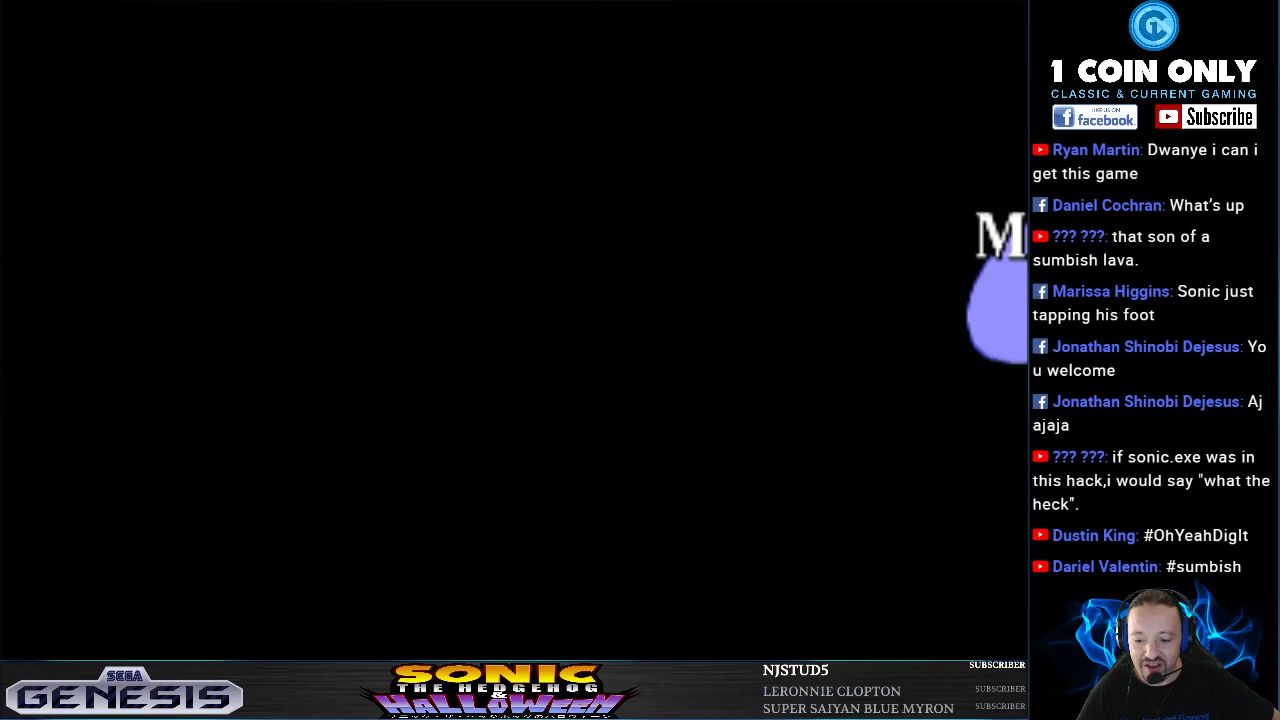 1 COIN ONLY
CLASSIC & CURRENT GAMING
LIKE US ON
facebook.
Subscribe
Ryan Martin: Dwanye i can i
get this game
Daniel Cochran: What's up
??? ???: that son of a
sumbish lava.
Marissa Higgins: Sonic just
tapping his foot
Jonathan Shinobi Dejesus: Yo
u welcome
Jonathan Shinobi Dejesus: Aj
ajaja
??? ???: if sonic.exe was in
this hack,i would say "what the
heck".
Dustin King: #OhYeahDigIt
Dariel Valentin: #sumbish
M
SEGA
GENESIS
SONIC
THE HEDGEHOG
&
HALLOWEEN
NJSTUD5 SUBSCRIBER
LERONNIE CLOPTON SUBSCRIBER
SUPER SAIYAN BLUE MYRON SUBSCRIBER